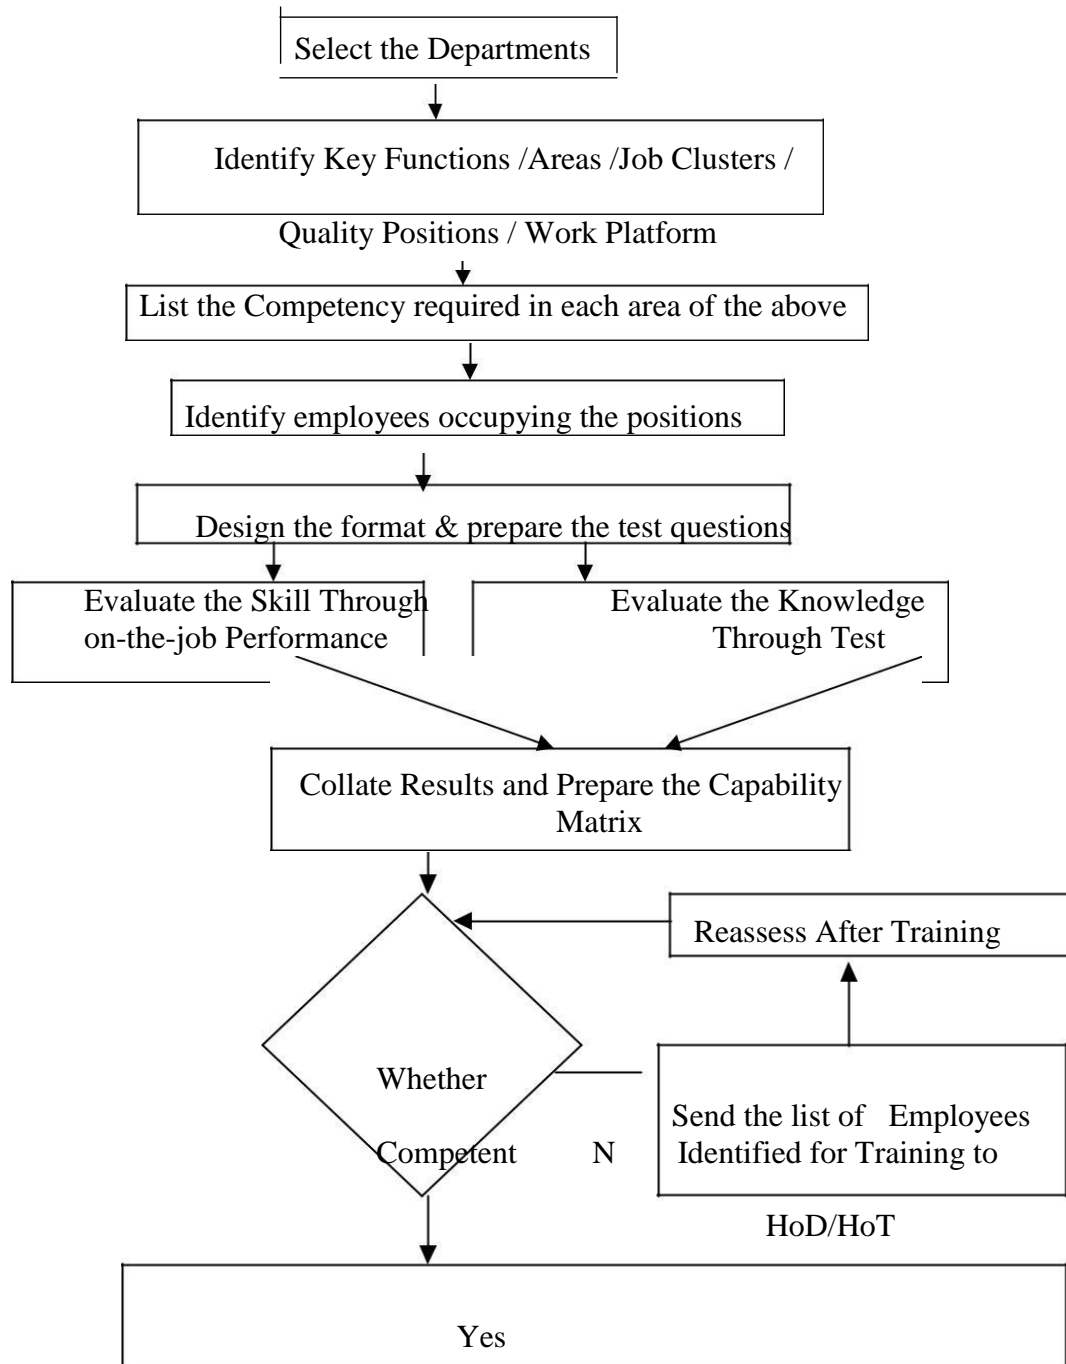 Select the Departments
Identify Key Functions /Areas /Job Clusters /
Quality Positions / Work Platform
List the Competency required in each area of the above
Identify employees occupying the positions
Design the format & prepare the test questions
Evaluate the Skill Through
on-the-job Performance
Evaluate the Knowledge
Through Test
Collate Results and Prepare the Capability
Matrix
Reassess After Training
Whether
Competent
N
Send the list of Employees
Identified for Training to
HoD/HoT
Yes